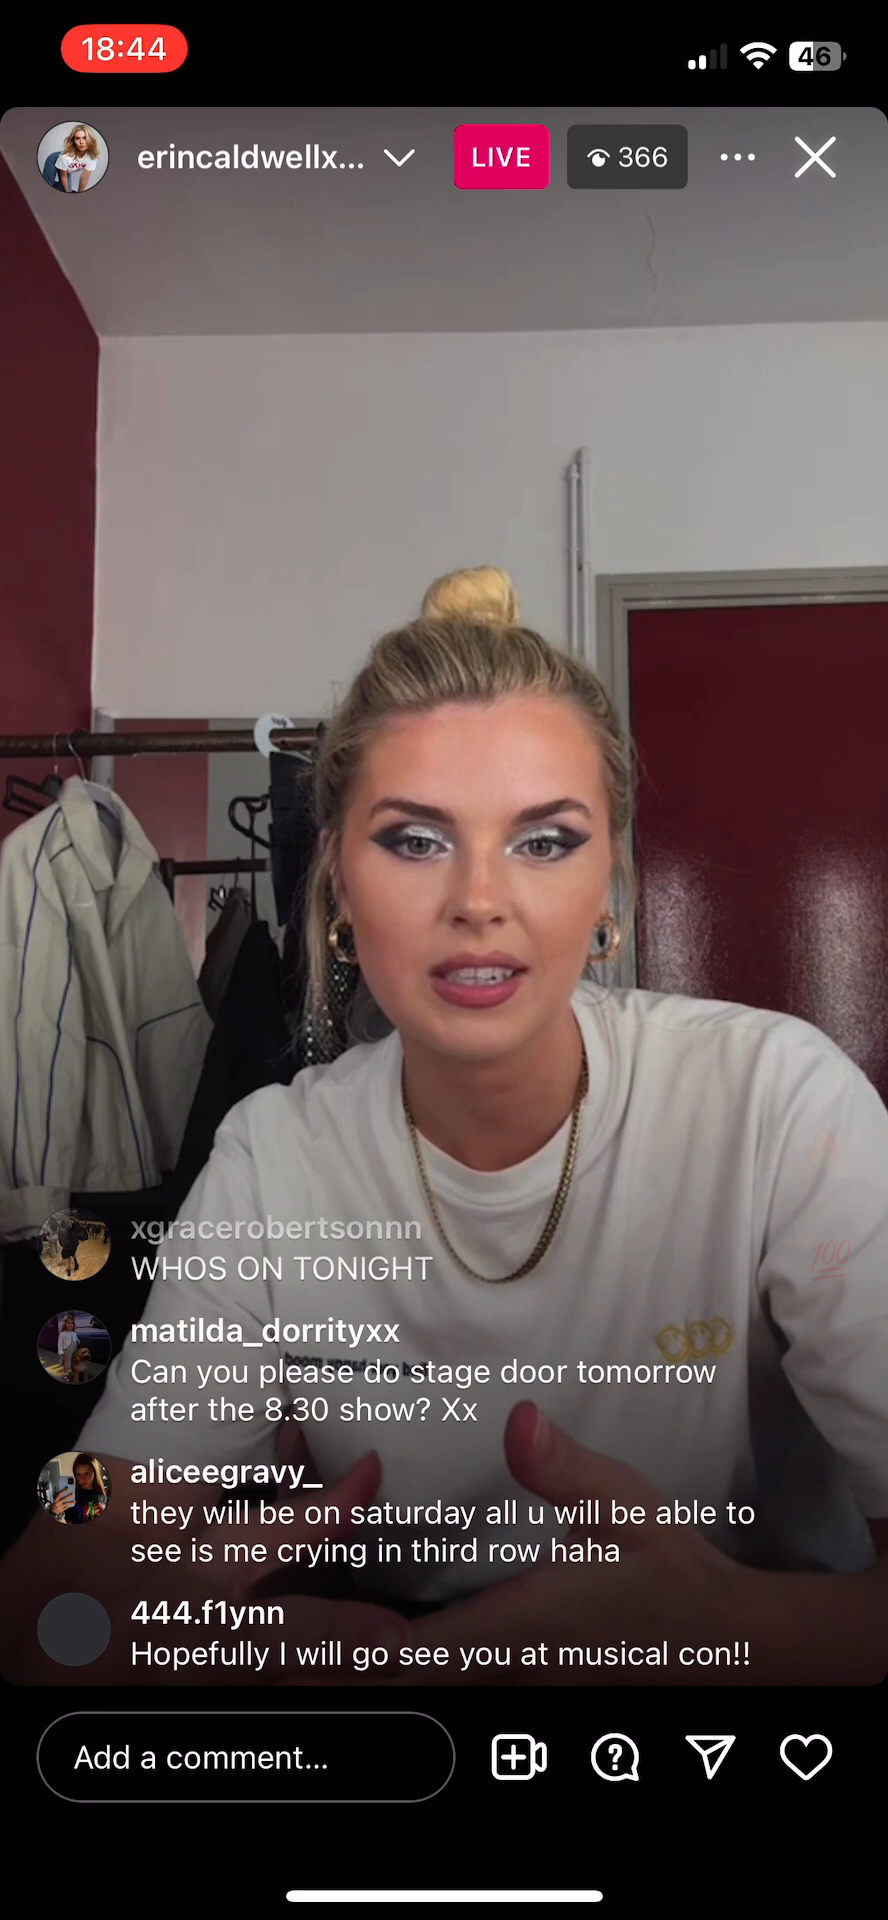 18:44
46
erincaldwellx...
LIVE
366
xgracerobertsonnn
WHOS ON TONIGHT
matilda_dorrityxx
Can you please do stage door tomorrow
after the 8.30 show? Xx
aliceegravy_
they will be on saturday all u will be able to
see is me crying in third row haha
444.f1ynn
Hopefully I will go see you at musical con!!
100
Add a comment...